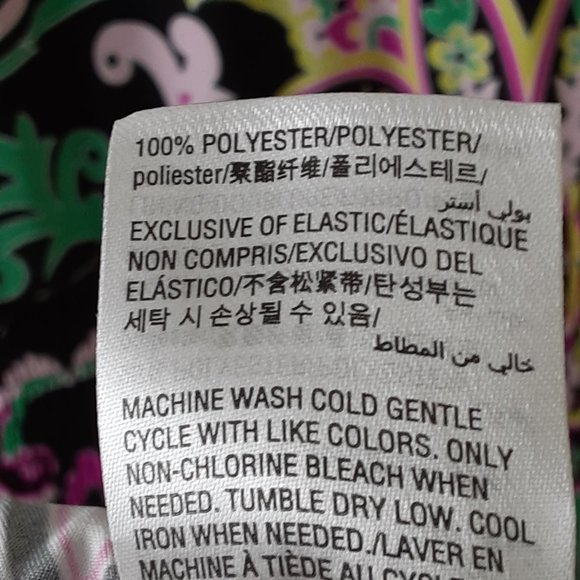 100% POLYESTER/POLYESTER/
poliester/聚酯纤维/폴리에스테르/
بولي أستر
EXCLUSIVE OF ELASTIC/ÉLASTIQUE
NON COMPRIS/EXCLUSIVO DEL
ELÁSTICO/不含松紧带/탄성부는
세탁 시 손상될 수 있음/
خالي من المطاط
MACHINE WASH COLD GENTLE
CYCLE WITH LIKE COLORS. ONLY
NON-CHLORINE BLEACH WHEN
NEEDED. TUMBLE DRY LOW. COOL
IRON WHEN NEEDED./LAVER EN
MACHINE À TIÈDE AU